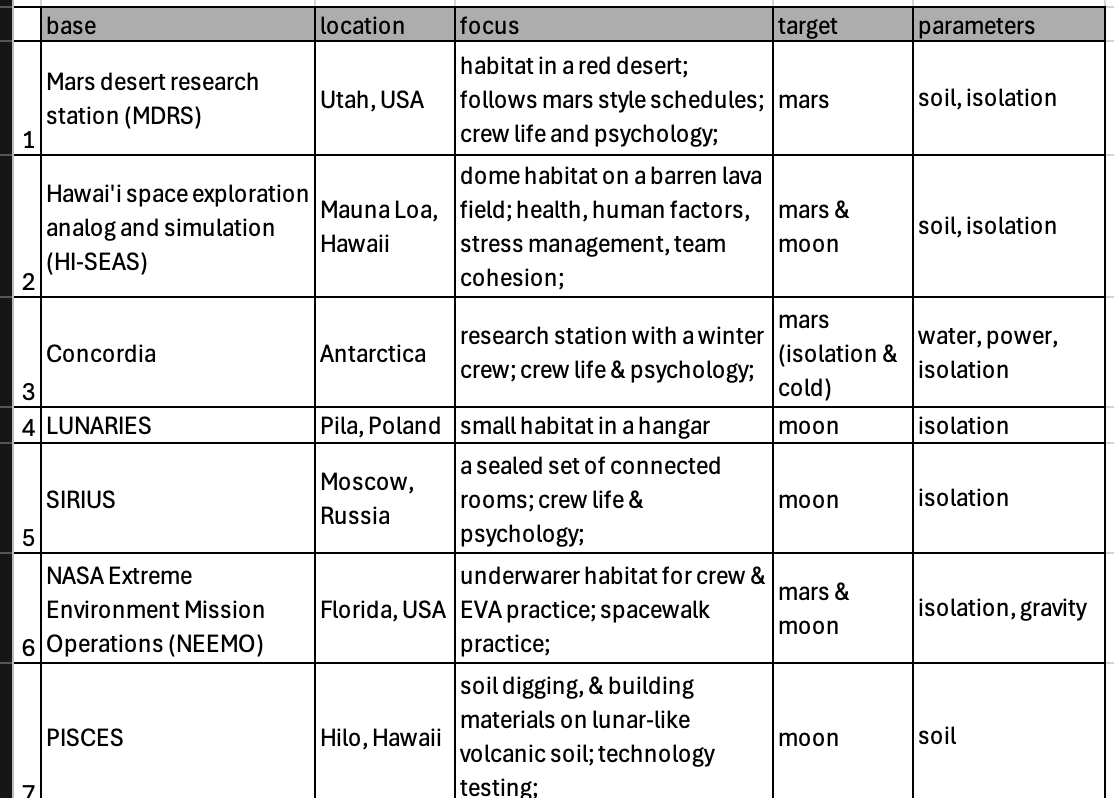 base location focus target parameters
1 Mars desert research station (MDRS) Utah, USA habitat in a red desert; follows mars style schedules; crew life and psychology; mars soil, isolation
2 Hawai'i space exploration analog and simulation (HI-SEAS) Mauna Loa, Hawaii dome habitat on a barren lava field; health, human factors, stress management, team cohesion; mars & moon soil, isolation
3 Concordia Antarctica research station with a winter crew; crew life & psychology; mars (isolation & cold) water, power, isolation
4 LUNARIES Pila, Poland small habitat in a hangar moon isolation
5 SIRIUS Moscow, Russia a sealed set of connected rooms; crew life & psychology; moon isolation
6 NASA Extreme Environment Mission Operations (NEEMO) Florida, USA underwarer habitat for crew & EVA practice; spacewalk practice; mars & moon isolation, gravity
7 PISCES Hilo, Hawaii soil digging, & building materials on lunar-like volcanic soil; technology testing; moon soil